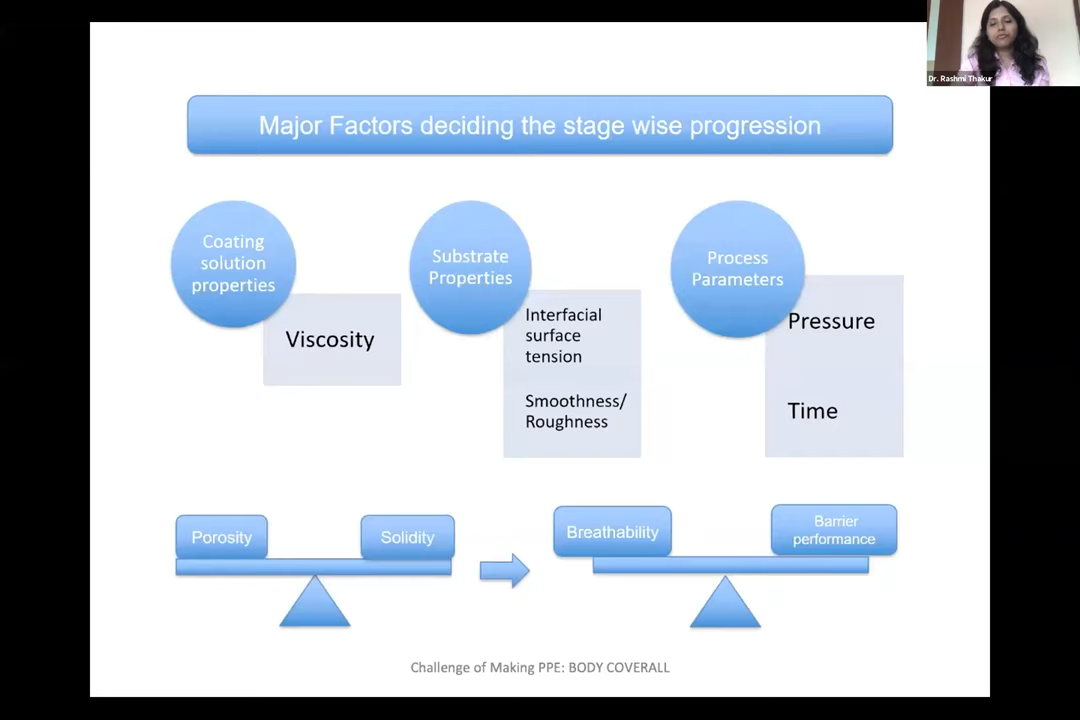 Dr. Rashmi Thakur
Major Factors deciding the stage wise progression
Coating
solution
properties
Viscosity
Substrate
Properties
Interfacial
surface
tension
Smoothness/
Roughness
Process
Parameters
Pressure
Time
Porosity
Solidity
Breathability
Barrier
performance
Challenge of Making PPE: BODY COVERALL